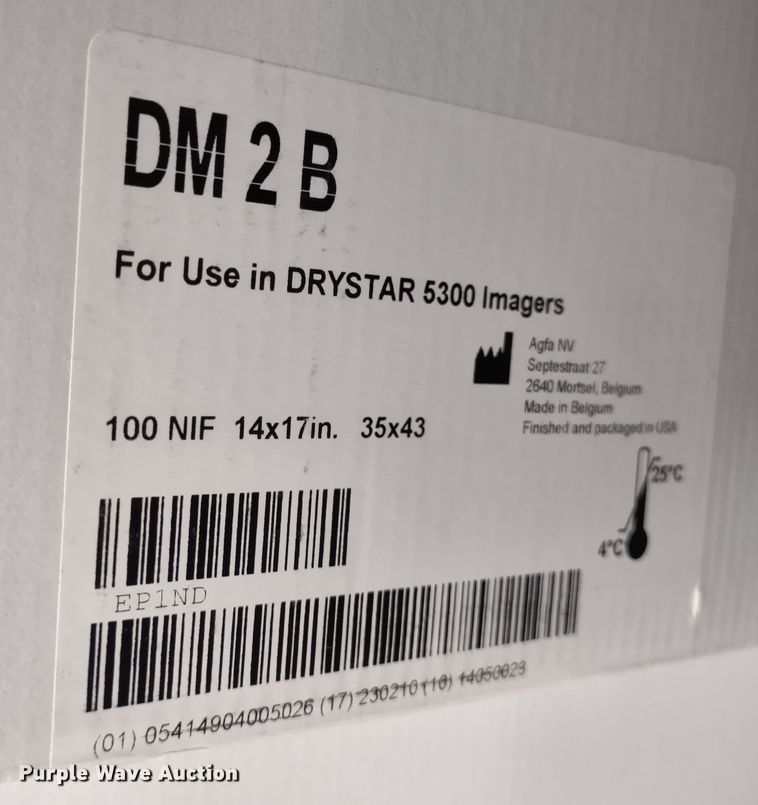 DM 2 B
For Use in DRYSTAR 5300 Imagers
Agfa NV
Septestraat 27
2640 Mortsel, Belgium
Made in Belgium
Finished and packaged in USA
100 NIF 14x17in. 35x43
25°C
4°C
EP1ND
(01) 05414904005026 (17) 230210 (10) 14050023
Purple Wave Auction